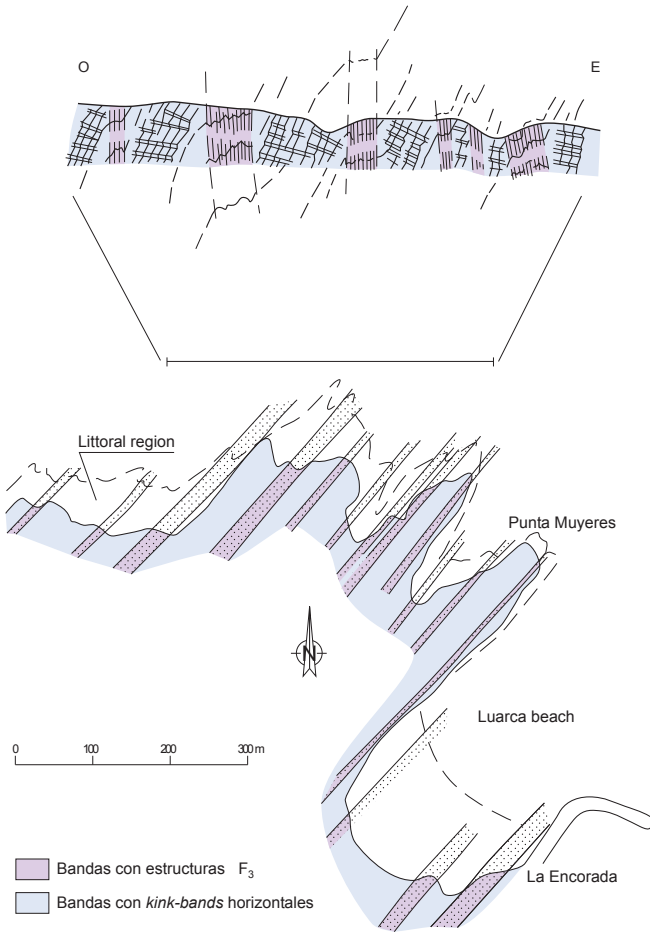 O
E
Littoral region
Punta Muyeres
N
Luarca beach
0 100 200 300 m
La Encorada
Bandas con estructuras F₃
Bandas con kink-bands horizontales